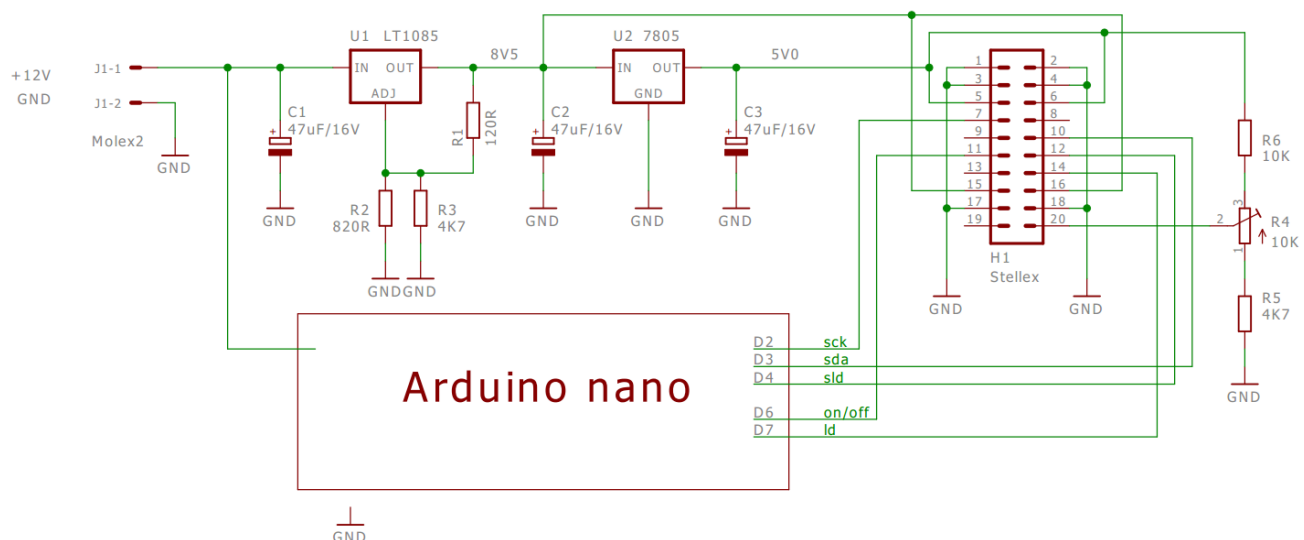 U1 LT1085
U2 7805
+12V
J1-1
IN OUT
8V5
IN OUT
5V0
1 2
GND
ADJ
GND
3 4
J1-2
5 6
Molex2
+
C1
47uF/16V
R1
120R
+
C2
47uF/16V
+
C3
47uF/16V
7 8
9 10
11 12
13 14
15 16
17 18
19 20
R6
10K
GND
GND
R2
820R
R3
4K7
GND
GND
GND
2
3
1
R4
10K
H1
Stellex
GND GND
GND
GND
R5
4K7
GND
Arduino nano
D2 sck
D3 sda
D4 sld
D6 on/off
D7 ld
GND